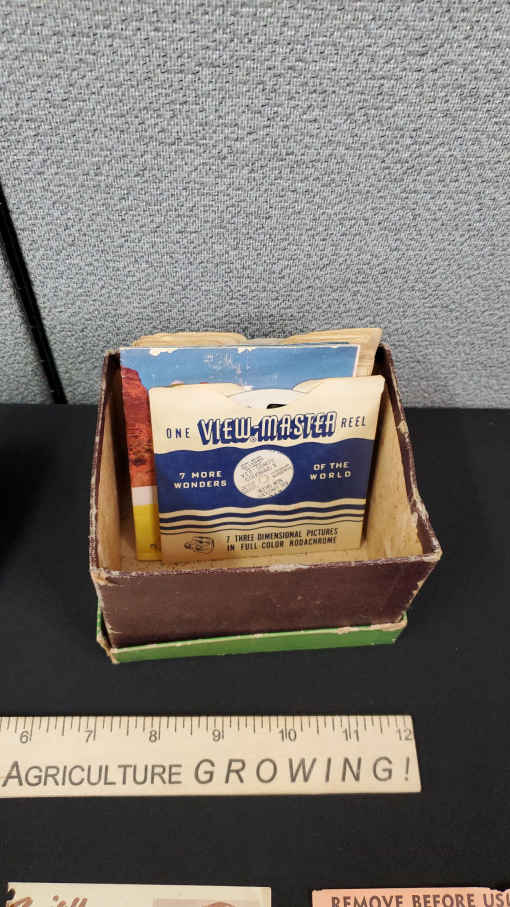 ONE VIEW-MASTER REEL
7 MORE
WONDERS
OF THE
WORLD
7 THREE DIMENSIONAL PICTURES
IN FULL COLOR KODACHROME
6 7 8 9 10 11 12
AGRICULTURE GROWING!
REMOVE BEFORE USI